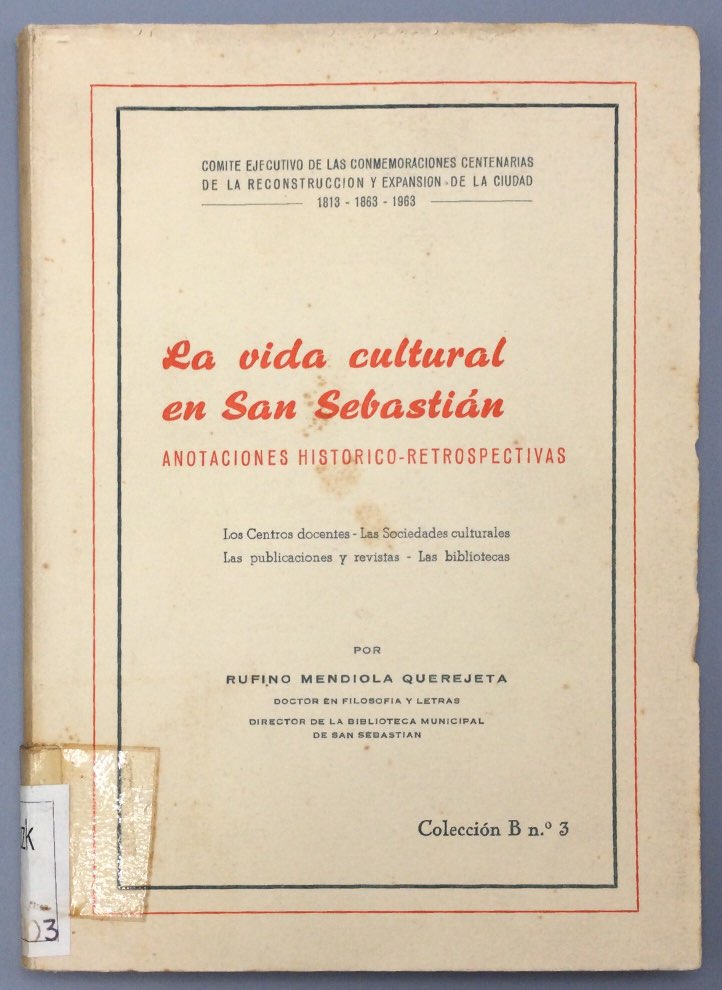 COMITE EJECUTIVO DE LAS CONMEMORACIONES CENTENARIAS
DE LA RECONSTRUCCION Y EXPANSION DE LA CIUDAD
1813 - 1863 - 1963
La vida cultural
en San Sebastián
ANOTACIONES HISTORICO-RETROSPECTIVAS
Los Centros docentes - Las Sociedades culturales
Las publicaciones y revistas - Las bibliotecas
POR
RUFINO MENDIOLA QUEREJETA
DOCTOR EN FILOSOFIA Y LETRAS
DIRECTOR DE LA BIBLIOTECA MUNICIPAL
DE SAN SEBASTIAN
Colección B n.º 3